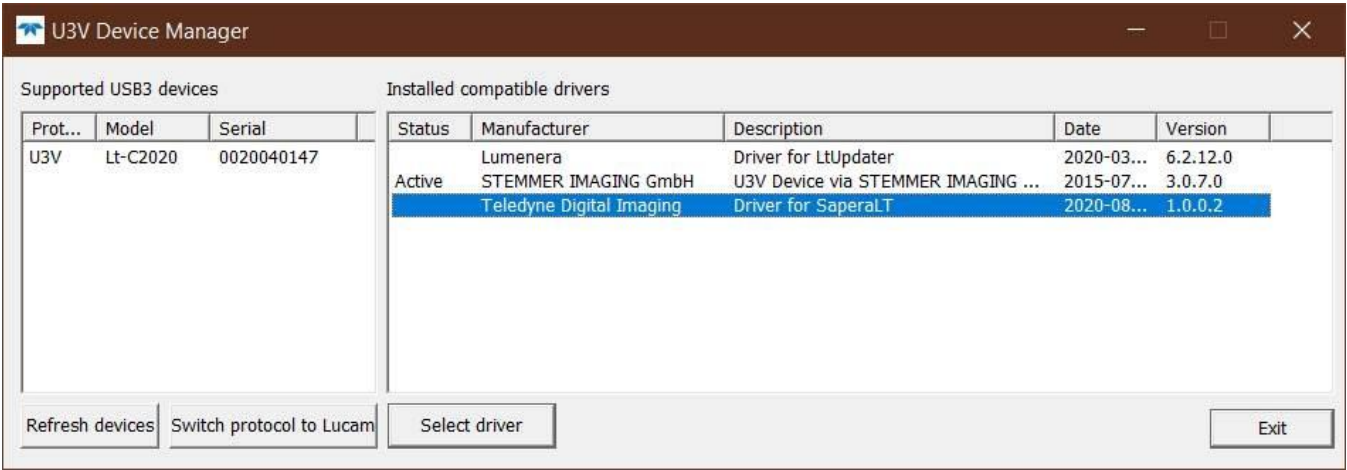 U3V Device Manager
Supported USB3 devices
Installed compatible drivers
Prot... Model Serial
Status Manufacturer Description Date Version
U3V Lt-C2020 0020040147
Lumenera Driver for LtUpdater 2020-03... 6.2.12.0
Active STEMMER IMAGING GmbH U3V Device via STEMMER IMAGING ... 2015-07... 3.0.7.0
Teledyne Digital Imaging Driver for SaperaLT 2020-08... 1.0.0.2
Refresh devices Switch protocol to Lucam Select driver Exit